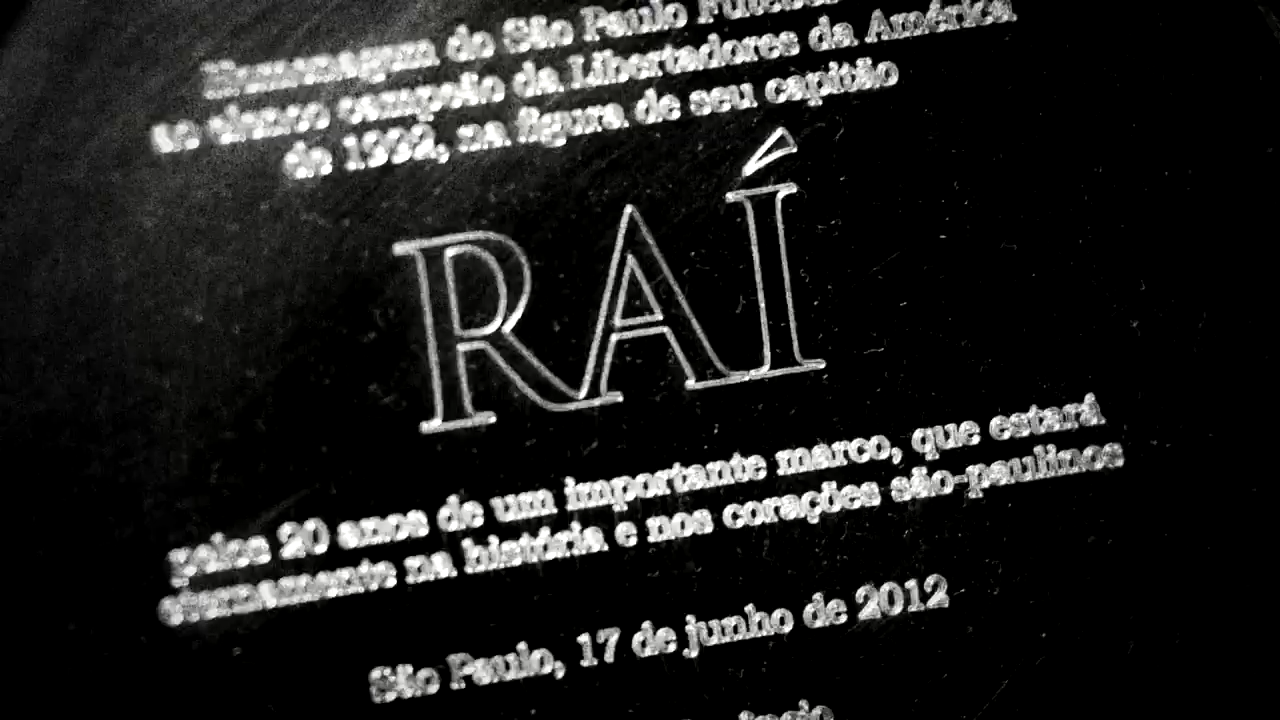 Homenagem do São Paulo Futebol
ao elenco campeão da Libertadores da América
de 1992, na figura de seu capitão
RAÍ
pelos 20 anos de um importante marco, que estará
eternamente na história e nos corações são-paulinos
São Paulo, 17 de junho de 2012